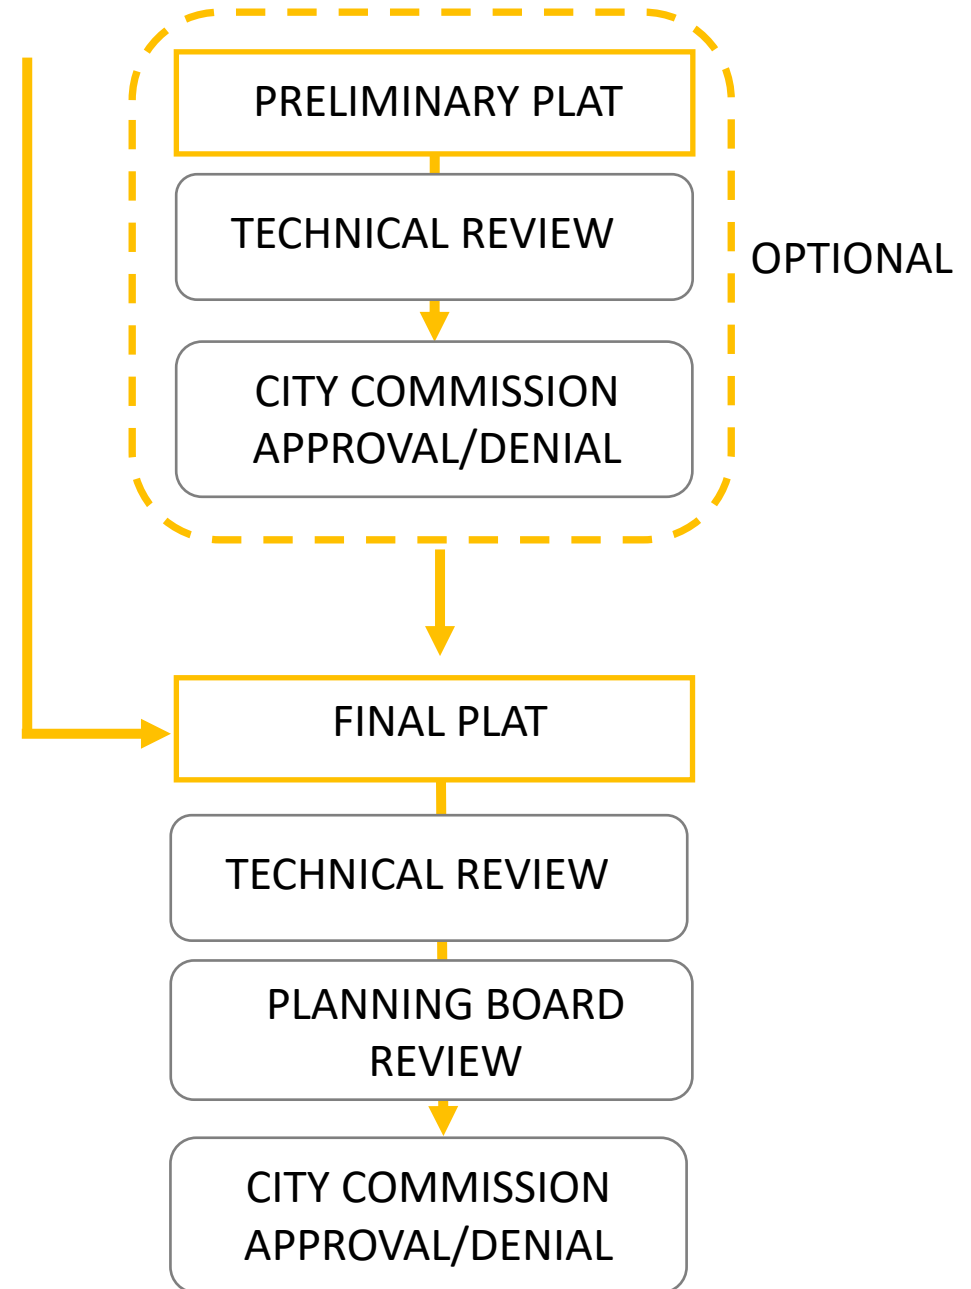 PRELIMINARY PLAT
TECHNICAL REVIEW
OPTIONAL
CITY COMMISSION
APPROVAL/DENIAL
FINAL PLAT
TECHNICAL REVIEW
PLANNING BOARD
REVIEW
CITY COMMISSION
APPROVAL/DENIAL